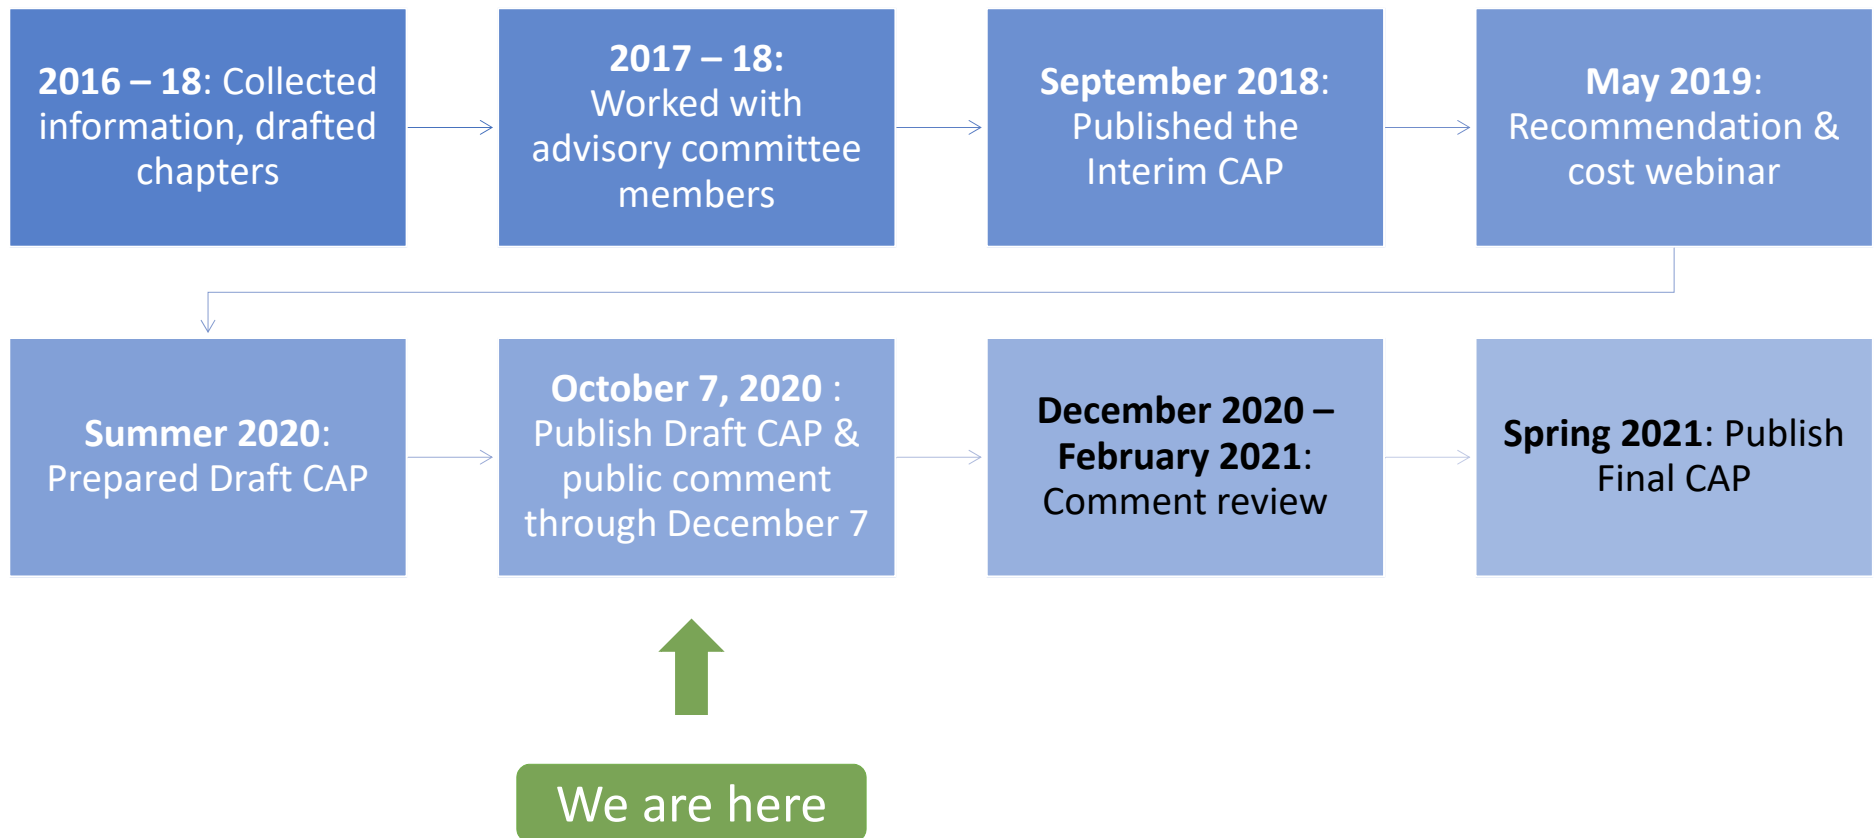 2016 – 18: Collected
information, drafted
chapters
2017 – 18:
Worked with
advisory committee
members
September 2018:
Published the
Interim CAP
May 2019:
Recommendation &
cost webinar
Summer 2020:
Prepared Draft CAP
October 7, 2020 :
Publish Draft CAP &
public comment
through December 7
December 2020 –
February 2021:
Comment review
Spring 2021: Publish
Final CAP
We are here